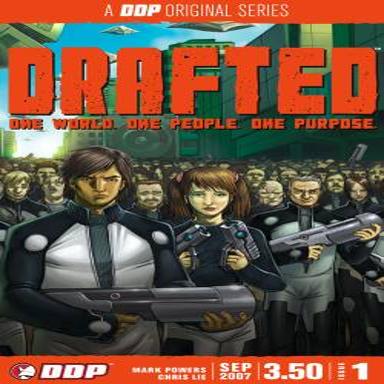 A DDP ORIGINAL SERIES
DRAFTED
ONE WORLD. ONE PEOPLE. ONE PURPOSE.
DDP
MARK POWERS
CHRIS LIE
SEP
2007
3.50
ISSUE
1